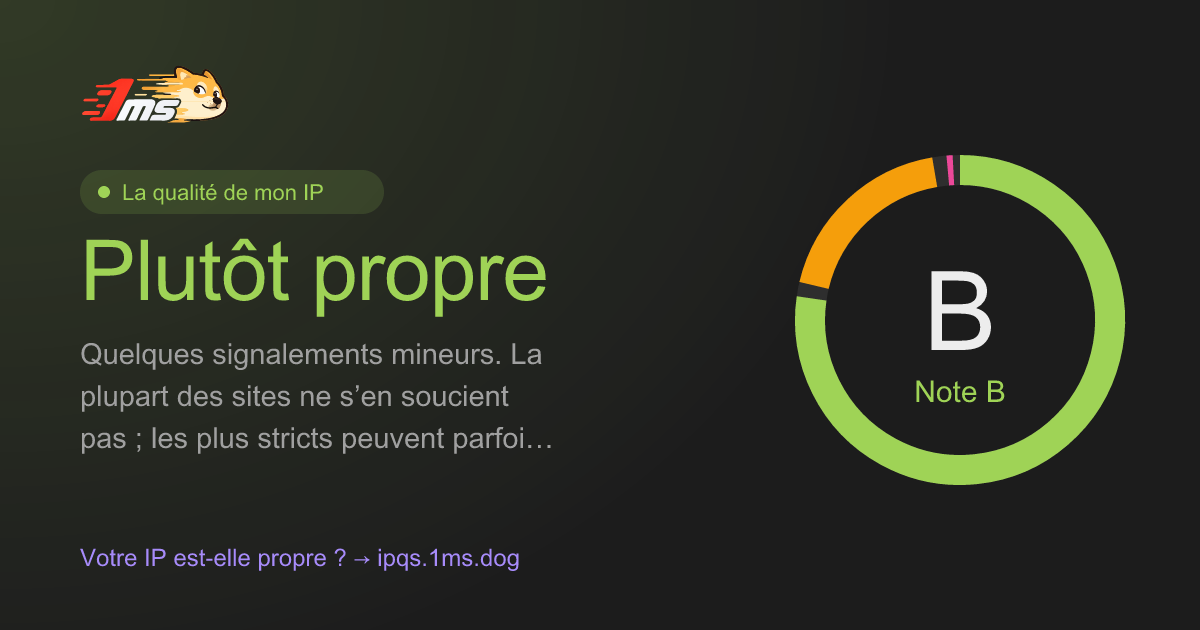 1ms
La qualité de mon IP
Plutôt propre
Quelques signalements mineurs. La
plupart des sites ne s’en soucient
pas ; les plus stricts peuvent parfoi…
Votre IP est-elle propre ? → ipqs.1ms.dog
B
Note B